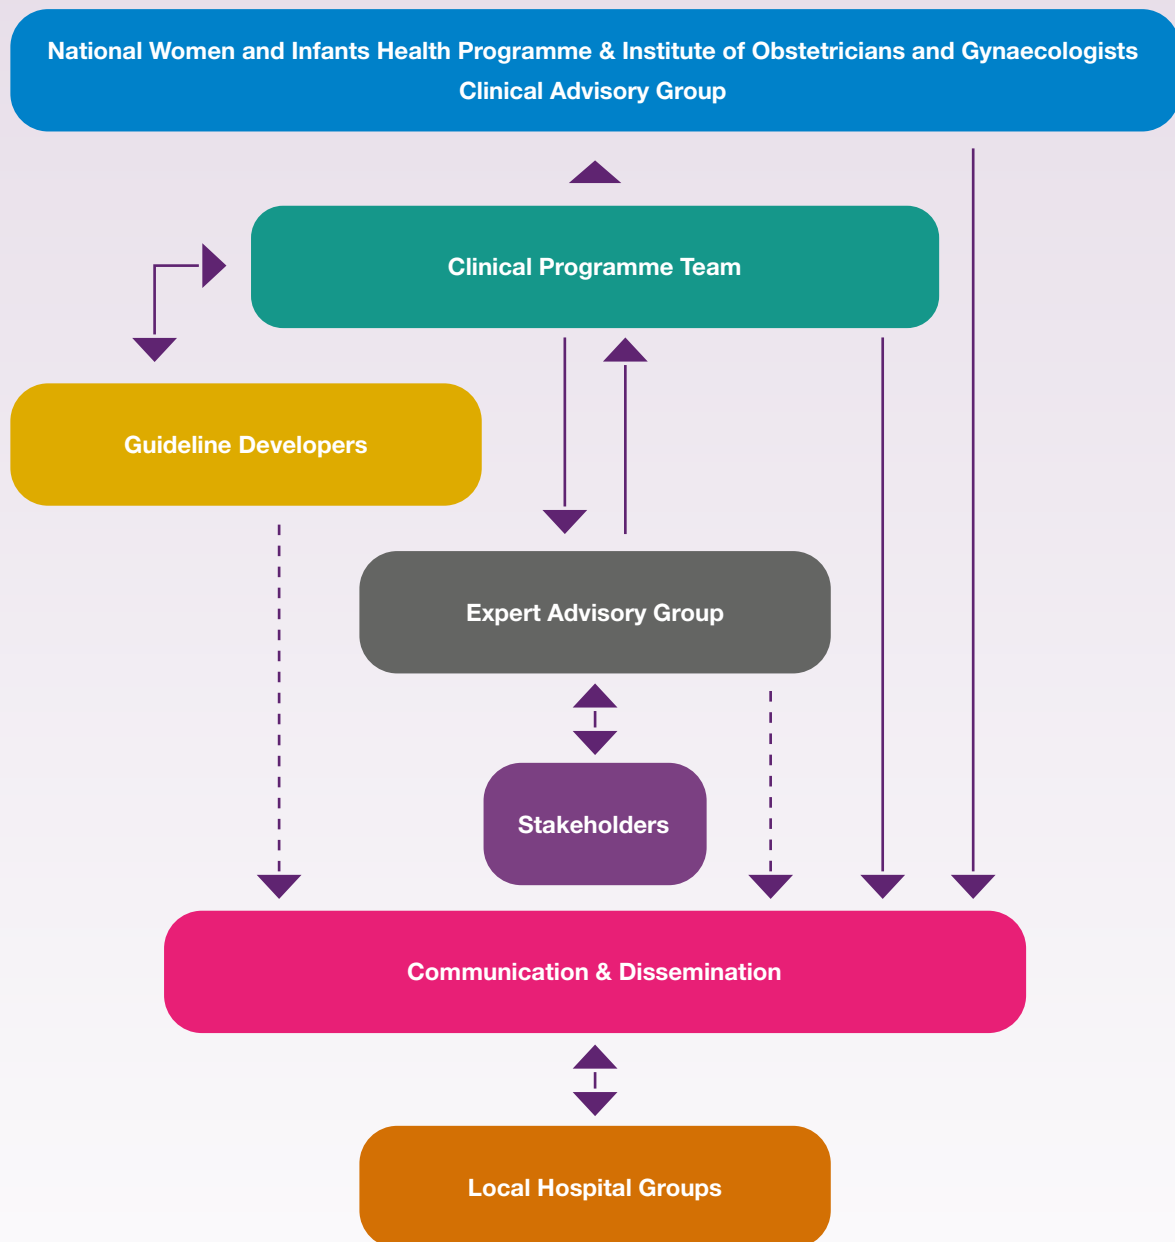 National Women and Infants Health Programme & Institute of Obstetricians and Gynaecologists
Clinical Advisory Group
Clinical Programme Team
Guideline Developers
Expert Advisory Group
Stakeholders
Communication & Dissemination
Local Hospital Groups